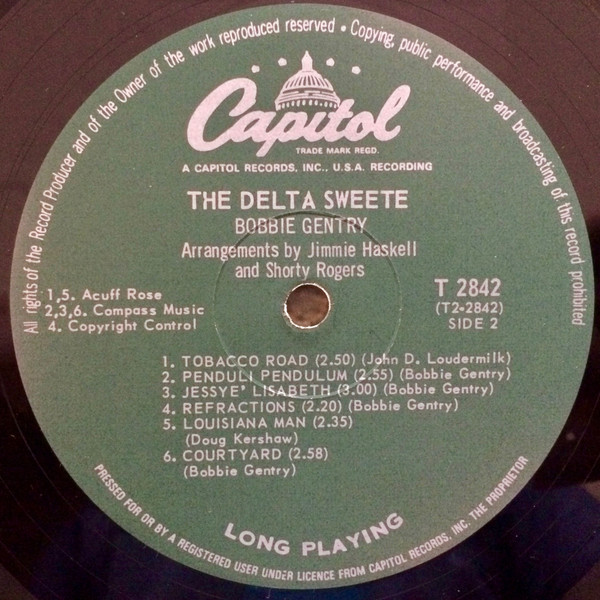 All rights of the Record Producer and of the Owner of the work reproduced reserved • Copying, public performance and broadcasting of this record prohibited
Capitol
TRADE MARK REGD.
A CAPITOL RECORDS, INC., U.S.A. RECORDING
THE DELTA SWEETE
BOBBIE GENTRY
Arrangements by Jimmie Haskell
and Shorty Rogers
1,5. Acuff Rose
2,3,6. Compass Music
4. Copyright Control
T 2842
(T2-2842)
SIDE 2
1. TOBACCO ROAD (2.50) (John D. Loudermilk)
2. PENDULI PENDULUM (2.55) (Bobbie Gentry)
3. JESSYE' LISABETH (3.00) (Bobbie Gentry)
4. REFRACTIONS (2.20) (Bobbie Gentry)
5. LOUISIANA MAN (2.35)
(Doug Kershaw)
6. COURTYARD (2.58)
(Bobbie Gentry)
LONG PLAYING
PRESSED FOR OR BY A REGISTERED USER UNDER LICENCE FROM CAPITOL RECORDS, INC. THE PROPRIETOR